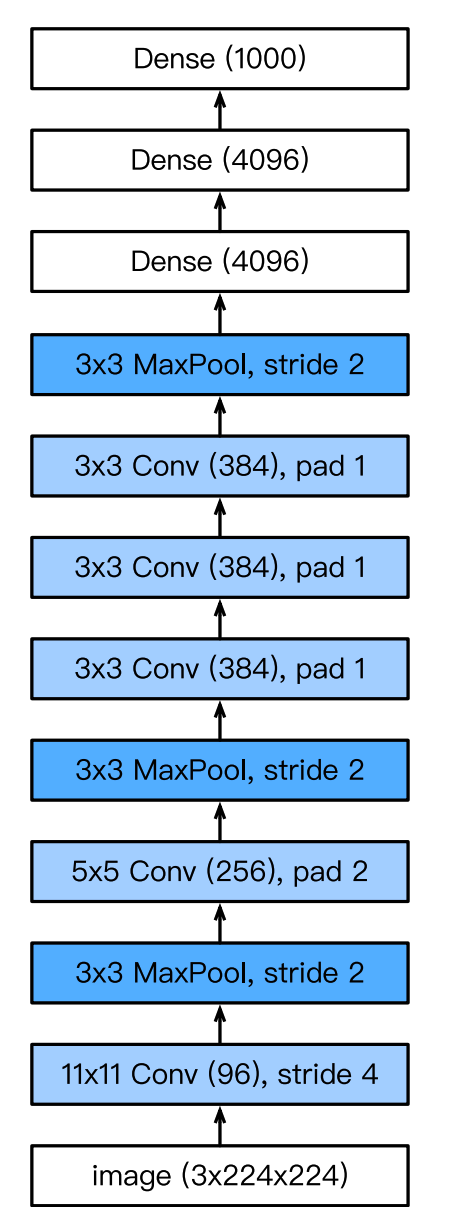 Dense (1000)
Dense (4096)
Dense (4096)
3x3 MaxPool, stride 2
3x3 Conv (384), pad 1
3x3 Conv (384), pad 1
3x3 Conv (384), pad 1
3x3 MaxPool, stride 2
5x5 Conv (256), pad 2
3x3 MaxPool, stride 2
11x11 Conv (96), stride 4
image (3x224x224)